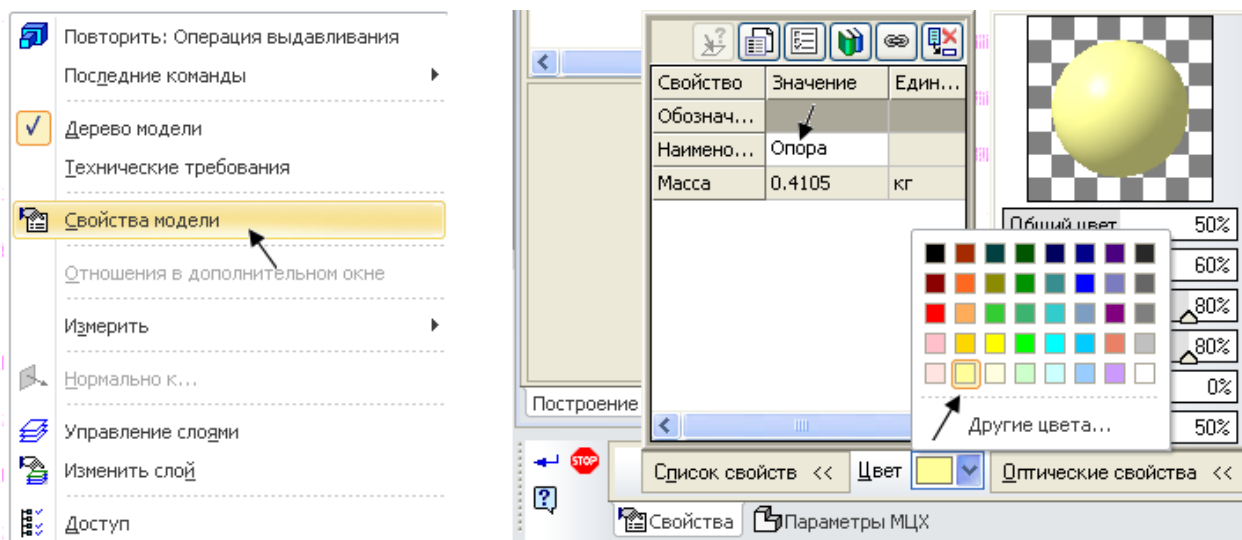 Повторить: Операция выдавливания
Последние команды
Дерево модели
Технические требования
Свойства модели
Отношения в дополнительном окне
Измерить
Нормально к...
Управление слоями
Изменить слой
Доступ
Свойство Значение Един...
Обознач...
Наимено... Опора
Масса 0.4105 кг
Общий цвет 50%
60%
80%
80%
0%
50%
Другие цвета...
Построение
STOP
Список свойств << Цвет Оптические свойства <<
Свойства Параметры МЦХ